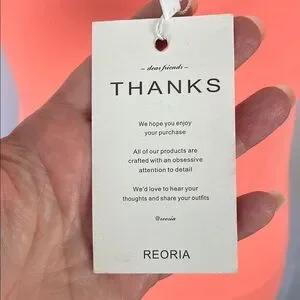 – dear friends –
THANKS
We hope you enjoy
your purchase
All of our products are
crafted with an obsessive
attention to detail
We'd love to hear your
thoughts and share your outfits
@reoria
REORIA